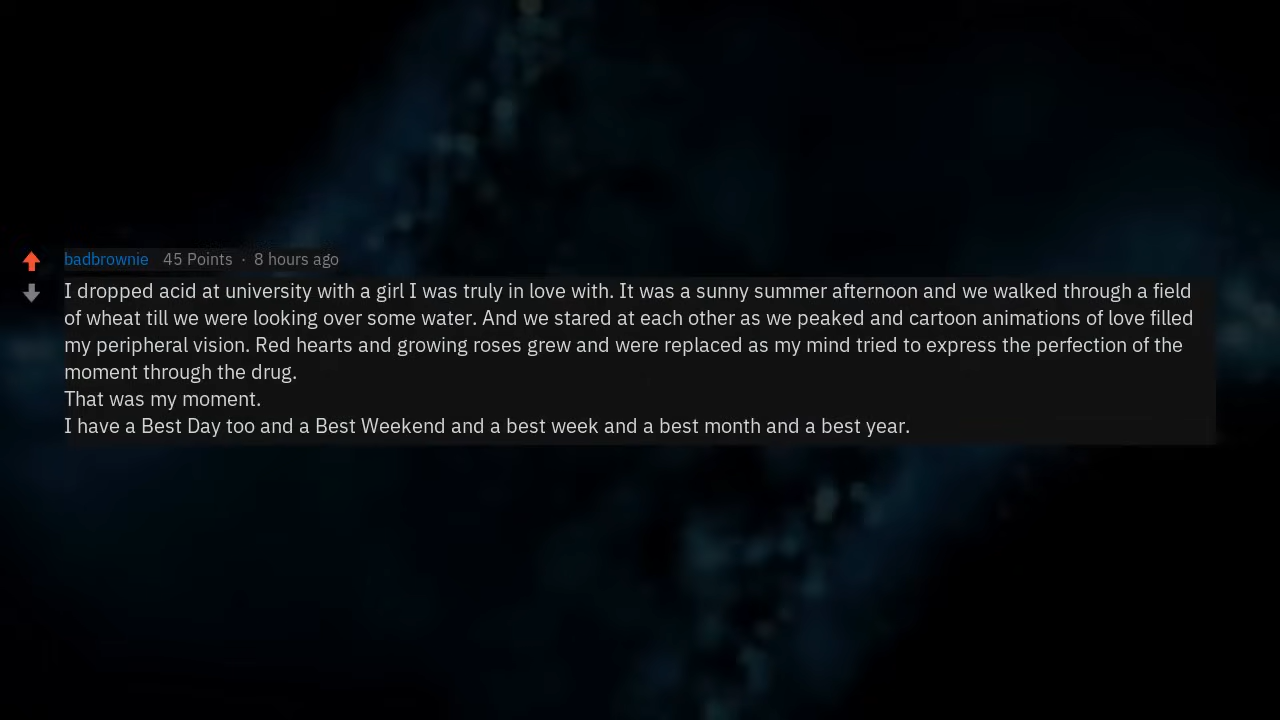 badbrownie 45 Points · 8 hours ago
I dropped acid at university with a girl I was truly in love with. It was a sunny summer afternoon and we walked through a field
of wheat till we were looking over some water. And we stared at each other as we peaked and cartoon animations of love filled
my peripheral vision. Red hearts and growing roses grew and were replaced as my mind tried to express the perfection of the
moment through the drug.
That was my moment.
I have a Best Day too and a Best Weekend and a best week and a best month and a best year.